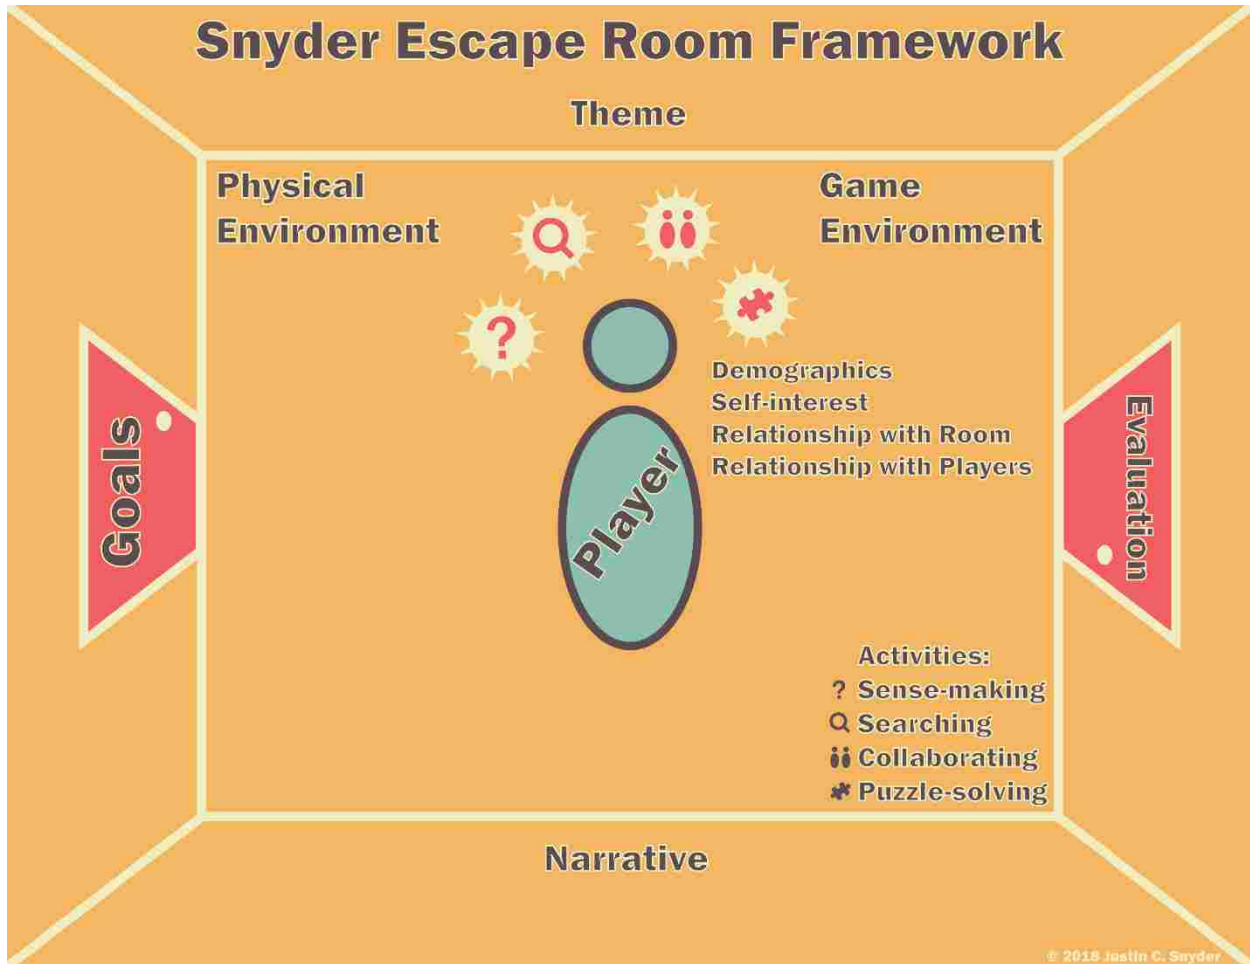 Snyder Escape Room Framework
Theme
Physical
Environment
Game
Environment
Demographics
Self-interest
Relationship with Room
Relationship with Players
Goals
Player
Evaluation
Activities:
? Sense-making
Searching
Collaborating
Puzzle-solving
Narrative
© 2018 Justin C. Snyder